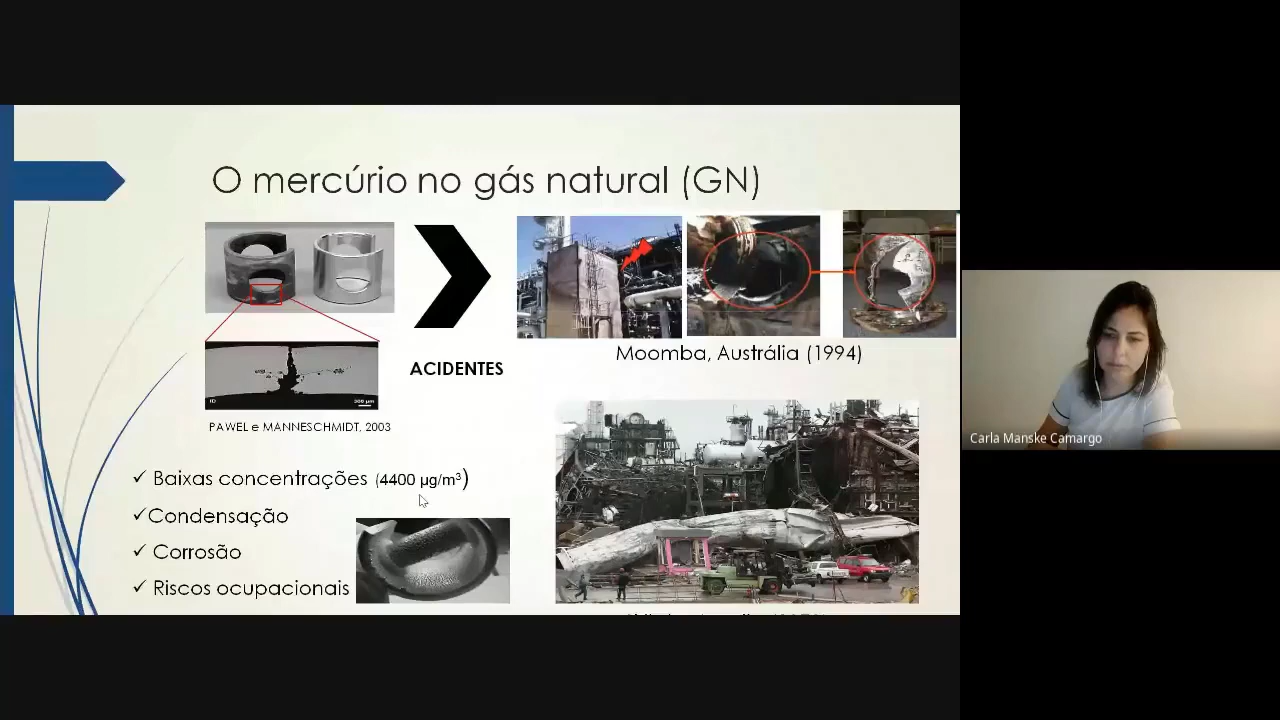 O mercúrio no gás natural (GN)
Moomba, Austrália (1994)
ACIDENTES
PAWEL e MANNESCHMIDT, 2003
✓ Baixas concentrações (4400 µg/m³)
✓Condensação
✓ Corrosão
✓ Riscos ocupacionais
Carla Manske Camargo